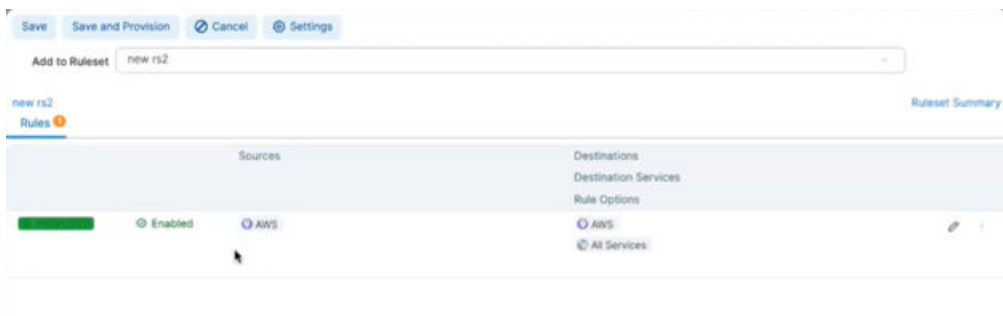 Save Save and Provision Cancel Settings
Add to Ruleset new rs2
new rs2 Ruleset Summary
Rules 1
Sources Destinations
Destination Services
Rule Options
Enabled AWS AWS
All Services